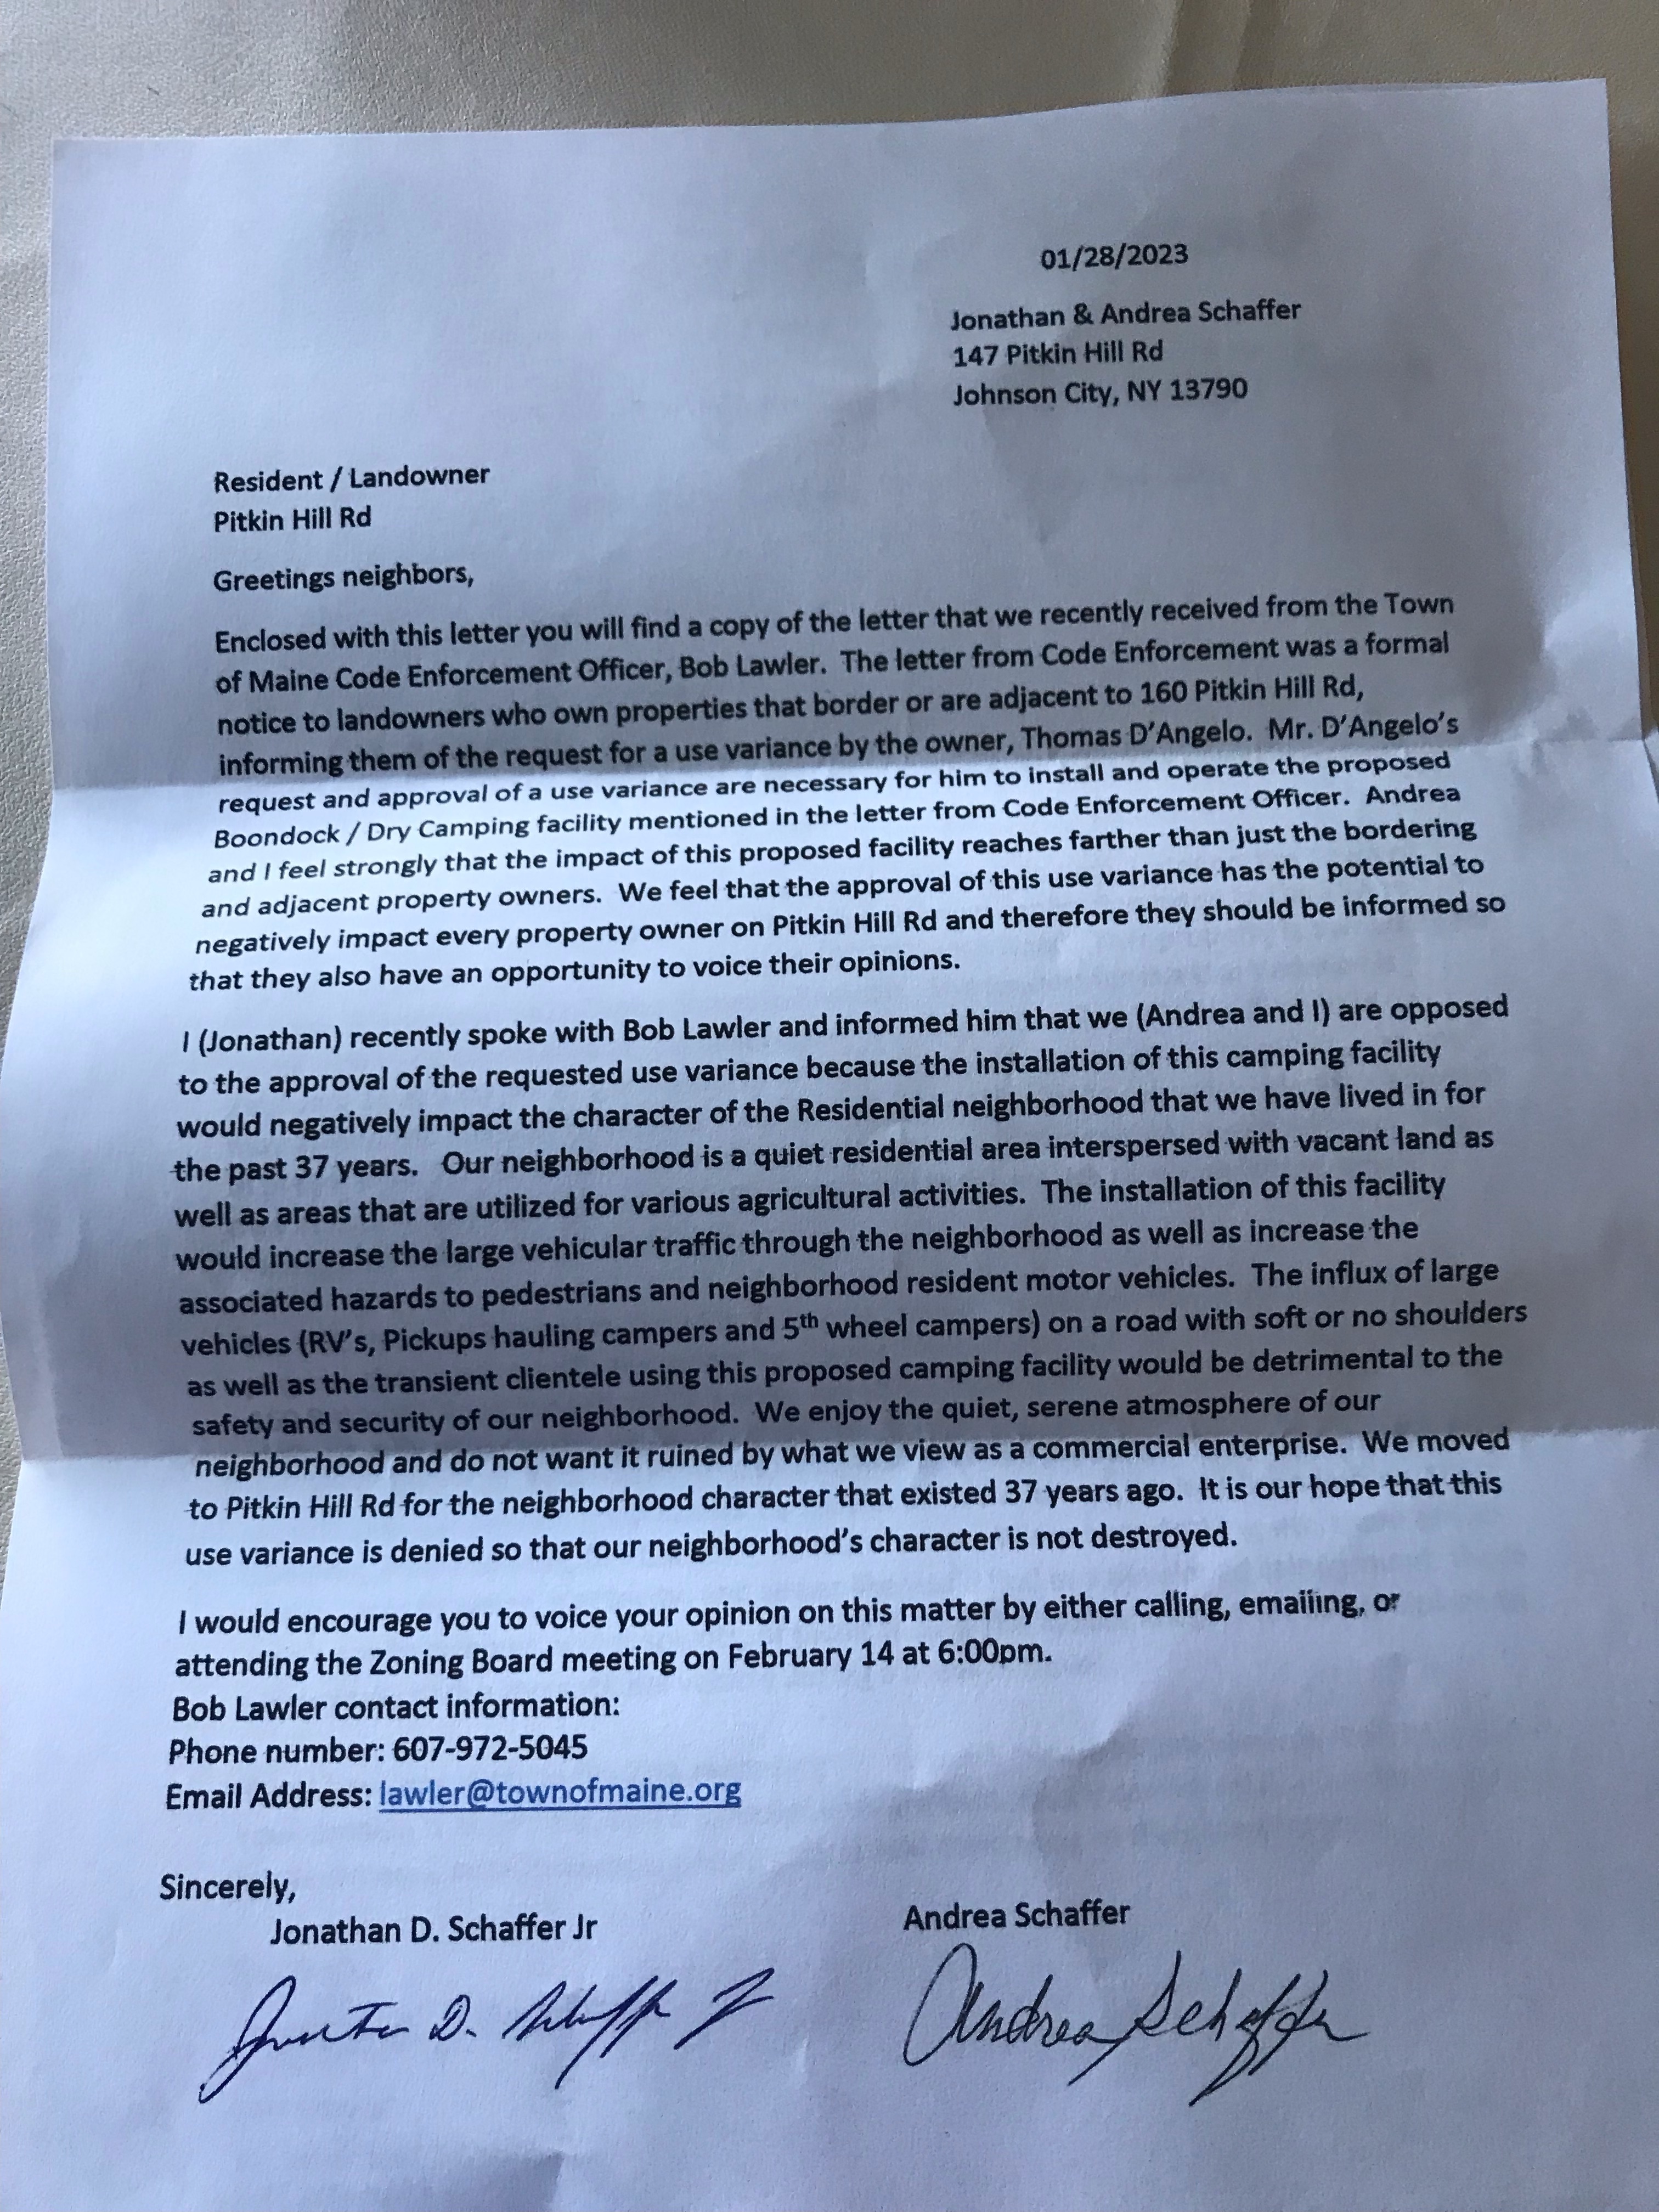 01/28/2023
Jonathan & Andrea Schaffer
147 Pitkin Hill Rd
Johnson City, NY 13790
Resident / Landowner
Pitkin Hill Rd
Greetings neighbors,
Enclosed with this letter you will find a copy of the letter that we recently received from the Town
of Maine Code Enforcement Officer, Bob Lawler.  The letter from Code Enforcement was a formal
notice to landowners who own properties that border or are adjacent to 160 Pitkin Hill Rd,
informing them of the request for a use variance by the owner, Thomas D’Angelo.  Mr. D’Angelo’s
request and approval of a use variance are necessary for him to install and operate the proposed
Boondock / Dry Camping facility mentioned in the letter from Code Enforcement Officer.  Andrea
and I feel strongly that the impact of this proposed facility reaches farther than just the bordering
and adjacent property owners.  We feel that the approval of this use variance has the potential to
negatively impact every property owner on Pitkin Hill Rd and therefore they should be informed so
that they also have an opportunity to voice their opinions.
I (Jonathan) recently spoke with Bob Lawler and informed him that we (Andrea and I) are opposed
to the approval of the requested use variance because the installation of this camping facility
would negatively impact the character of the Residential neighborhood that we have lived in for
the past 37 years.   Our neighborhood is a quiet residential area interspersed with vacant land as
well as areas that are utilized for various agricultural activities.  The installation of this facility
would increase the large vehicular traffic through the neighborhood as well as increase the
associated hazards to pedestrians and neighborhood resident motor vehicles.  The influx of large
vehicles (RV’s, Pickups hauling campers and 5th wheel campers) on a road with soft or no shoulders
as well as the transient clientele using this proposed camping facility would be detrimental to the
safety and security of our neighborhood.  We enjoy the quiet, serene atmosphere of our
neighborhood and do not want it ruined by what we view as a commercial enterprise.  We moved
to Pitkin Hill Rd for the neighborhood character that existed 37 years ago.  It is our hope that this
use variance is denied so that our neighborhood’s character is not destroyed.
I would encourage you to voice your opinion on this matter by either calling, emailing, or
attending the Zoning Board meeting on February 14 at 6:00pm.
Bob Lawler contact information:
Phone number: 607-972-5045
Email Address: lawler@townofmaine.org
Sincerely,
Jonathan D. Schaffer Jr
Andrea Schaffer
Jonathan D. Schaffer Jr
Andrea Schaffer